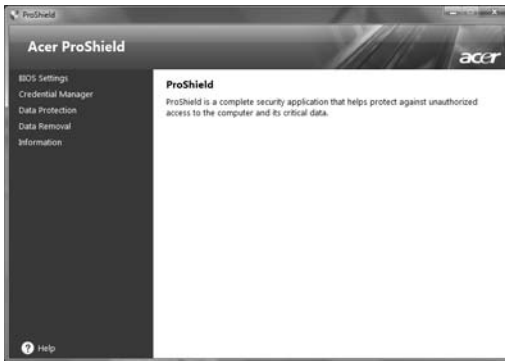 ProShield
Acer ProShield
acer
BIOS Settings
Credential Manager
Data Protection
Data Removal
Information
ProShield
ProShield is a complete security application that helps protect against unauthorized
access to the computer and its critical data.
? Help